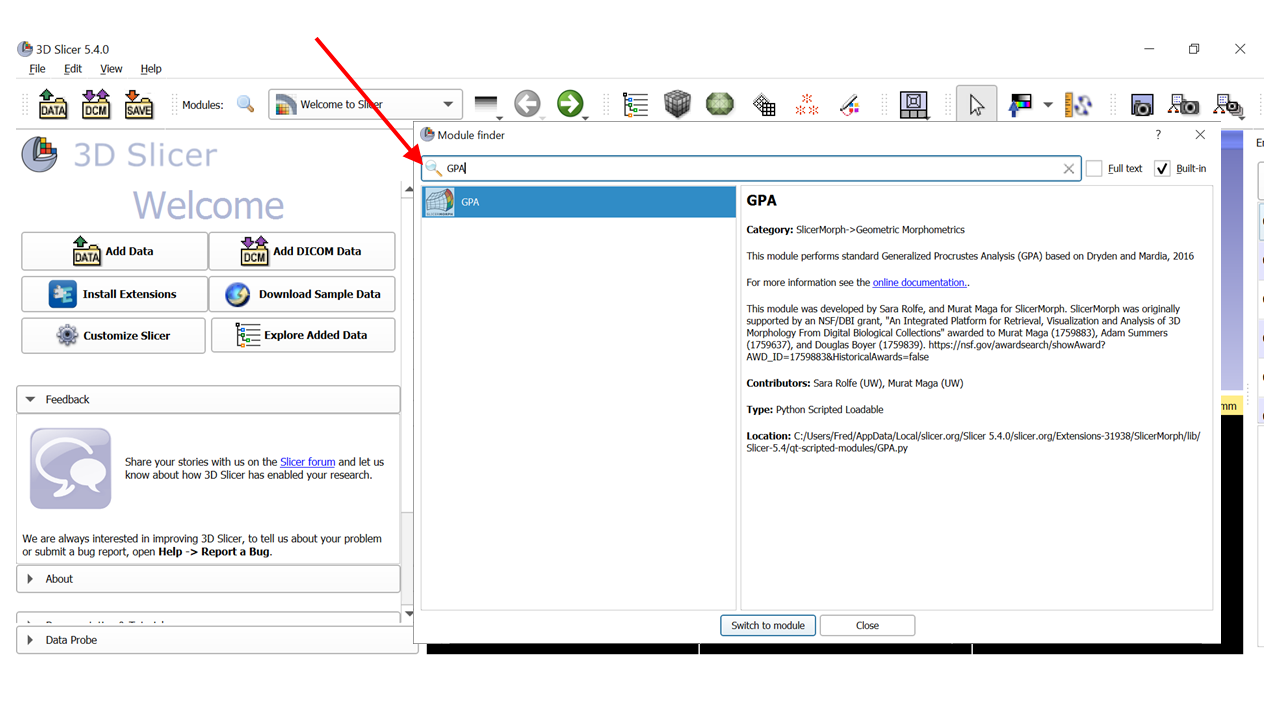 3D Slicer 5.4.0
File Edit View Help
DATA DCM SAVE Modules: Welcome to Slicer
Module finder ?
3D Slicer
GPA Full text Built-in
Welcome
GPA
GPA
Category: SlicerMorph->Geometric Morphometrics
This module performs standard Generalized Procrustes Analysis (GPA) based on Dryden and Mardia, 2016
For more information see the online documentation..
This module was developed by Sara Rolfe, and Murat Maga for SlicerMorph. SlicerMorph was originally
supported by an NSF/DBI grant, "An Integrated Platform for Retrieval, Visualization and Analysis of 3D
Morphology From Digital Biological Collections" awarded to Murat Maga (1759883), Adam Summers
(1759637), and Douglas Boyer (1759839). https://nsf.gov/awardsearch/showAward?
AWD_ID=1759883&HistoricalAwards=false
Contributors: Sara Rolfe (UW), Murat Maga (UW)
Type: Python Scripted Loadable
Location: C:/Users/Fred/AppData/Local/slicer.org/Slicer 5.4.0/slicer.org/Extensions-31938/SlicerMorph/lib/
Slicer-5.4/qt-scripted-modules/GPA.py
Switch to module Close
DATA Add Data DCM Add DICOM Data
Install Extensions Download Sample Data
Customize Slicer Explore Added Data
Feedback
Share your stories with us on the Slicer forum and let us
know about how 3D Slicer has enabled your research.
We are always interested in improving 3D Slicer, to tell us about your problem
or submit a bug report, open Help -> Report a Bug.
About
Data Probe
mm